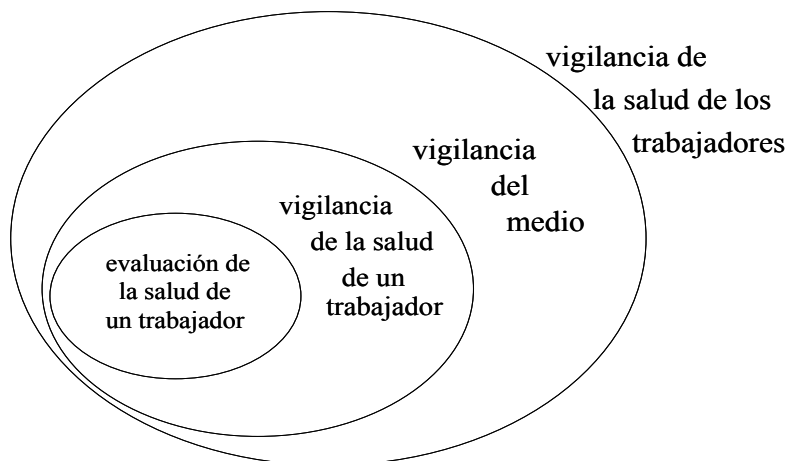 vigilancia de
la salud de los
trabajadores
vigilancia
del
medio
vigilancia
de la salud
de un
trabajador
evaluación de
la salud de
un trabajador